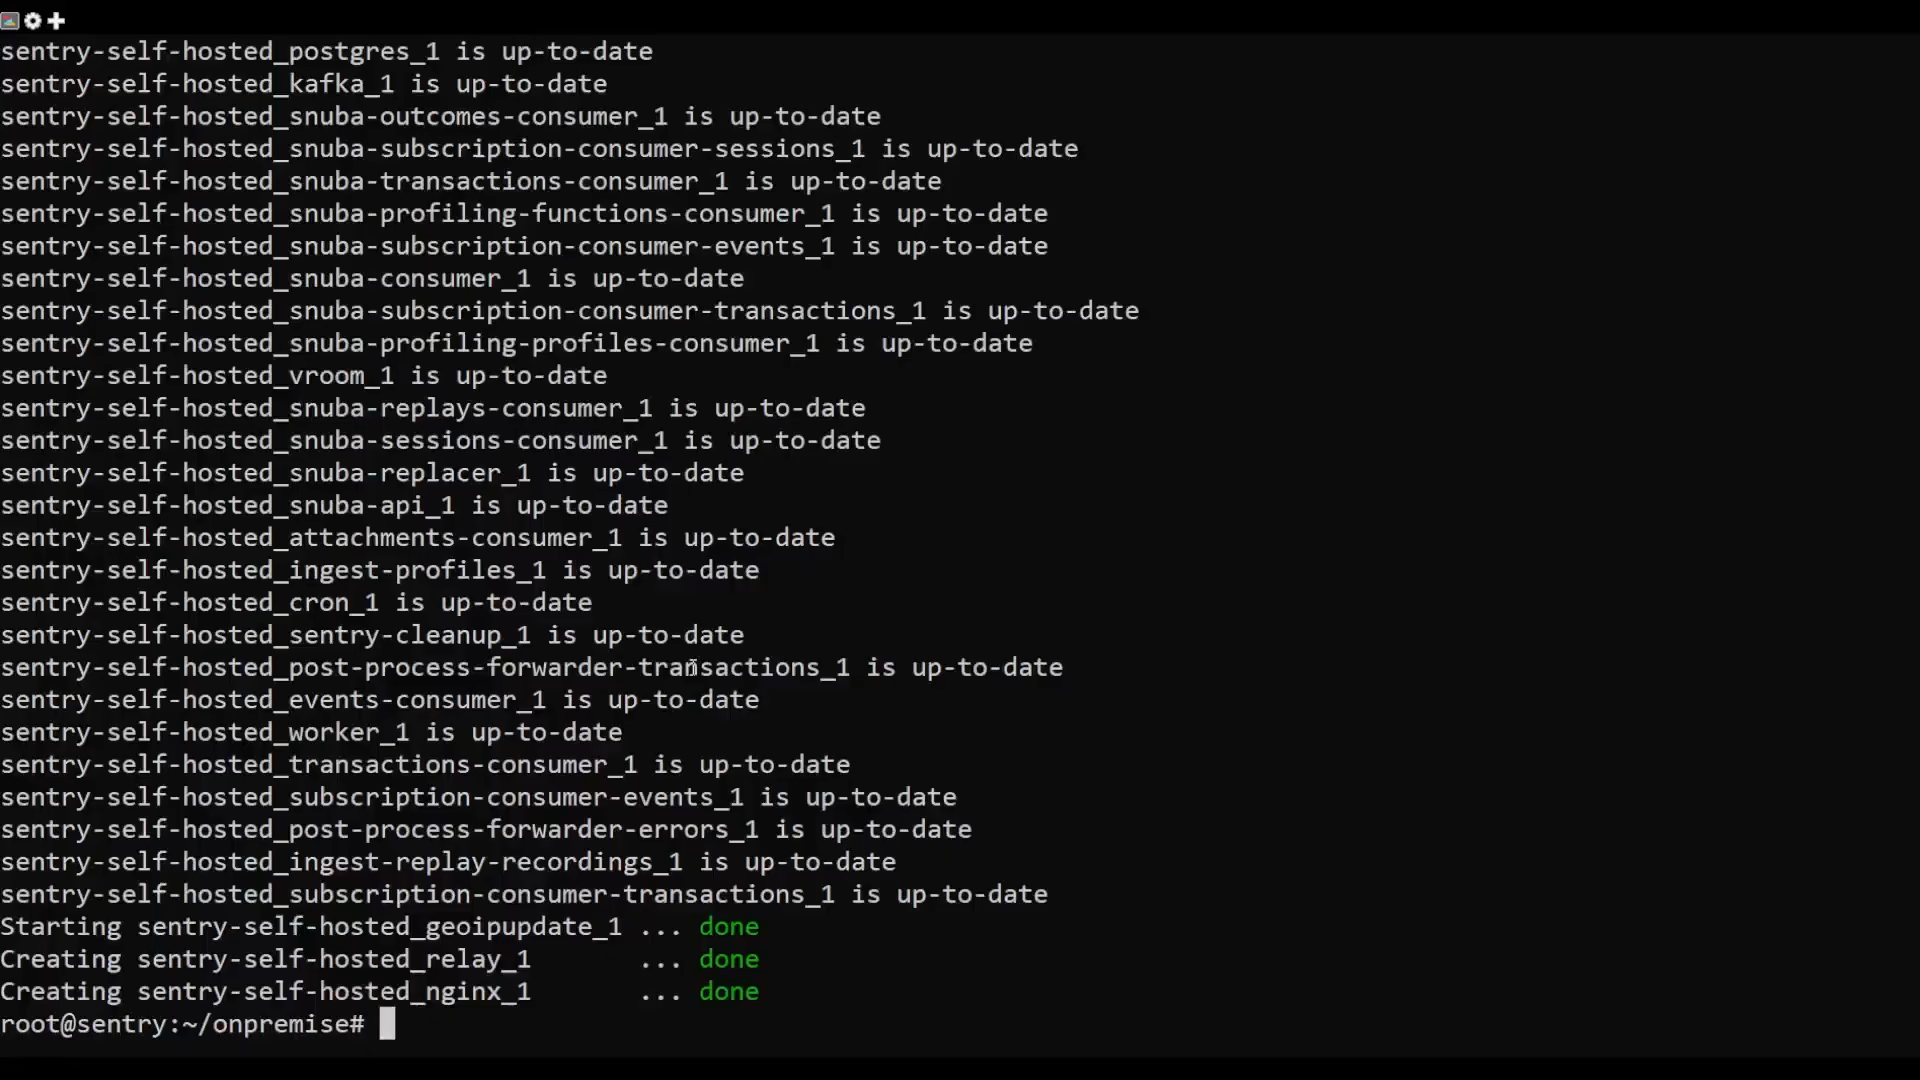 sentry-self-hosted_postgres_1 is up-to-date
sentry-self-hosted_kafka_1 is up-to-date
sentry-self-hosted_snuba-outcomes-consumer_1 is up-to-date
sentry-self-hosted_snuba-subscription-consumer-sessions_1 is up-to-date
sentry-self-hosted_snuba-transactions-consumer_1 is up-to-date
sentry-self-hosted_snuba-profiling-functions-consumer_1 is up-to-date
sentry-self-hosted_snuba-subscription-consumer-events_1 is up-to-date
sentry-self-hosted_snuba-consumer_1 is up-to-date
sentry-self-hosted_snuba-subscription-consumer-transactions_1 is up-to-date
sentry-self-hosted_snuba-profiling-profiles-consumer_1 is up-to-date
sentry-self-hosted_vroom_1 is up-to-date
sentry-self-hosted_snuba-replays-consumer_1 is up-to-date
sentry-self-hosted_snuba-sessions-consumer_1 is up-to-date
sentry-self-hosted_snuba-replacer_1 is up-to-date
sentry-self-hosted_snuba-api_1 is up-to-date
sentry-self-hosted_attachments-consumer_1 is up-to-date
sentry-self-hosted_ingest-profiles_1 is up-to-date
sentry-self-hosted_cron_1 is up-to-date
sentry-self-hosted_sentry-cleanup_1 is up-to-date
sentry-self-hosted_post-process-forwarder-transactions_1 is up-to-date
sentry-self-hosted_events-consumer_1 is up-to-date
sentry-self-hosted_worker_1 is up-to-date
sentry-self-hosted_transactions-consumer_1 is up-to-date
sentry-self-hosted_subscription-consumer-events_1 is up-to-date
sentry-self-hosted_post-process-forwarder-errors_1 is up-to-date
sentry-self-hosted_ingest-replay-recordings_1 is up-to-date
sentry-self-hosted_subscription-consumer-transactions_1 is up-to-date
Starting sentry-self-hosted_geoipupdate_1 ... done
Creating sentry-self-hosted_relay_1       ... done
Creating sentry-self-hosted_nginx_1       ... done
root@sentry:~/onpremise#